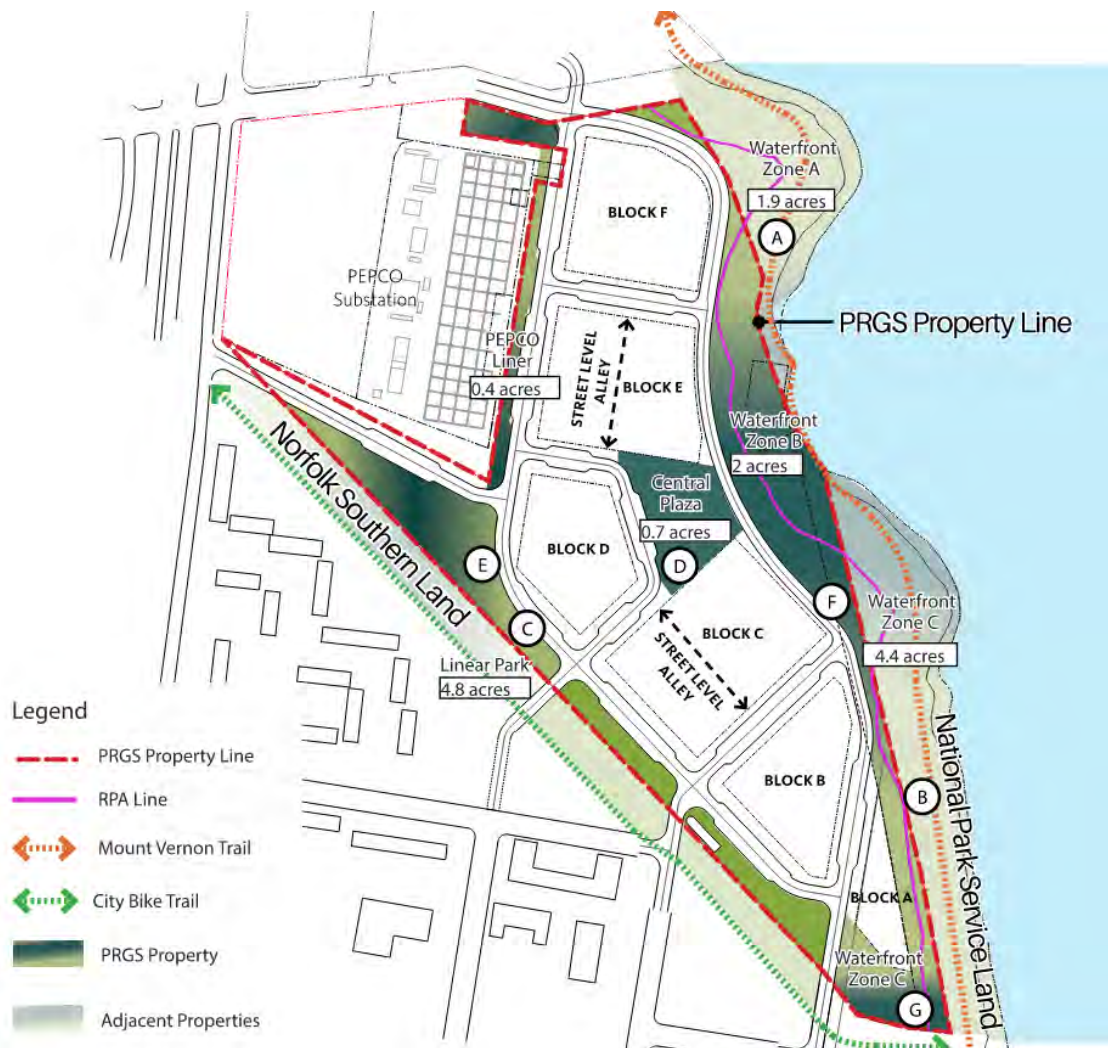 Waterfront
Zone A
1.9 acres
A
BLOCK F
PEPCO
Substation
PRGS Property Line
PEPCO
Liner
0.4 acres
STREET LEVEL
ALLEY
BLOCK E
Waterfront
Zone B
2 acres
Central
Plaza
0.7 acres
Norfolk Southern Land
BLOCK D
E
D
C
F
Waterfront
Zone C
4.4 acres
BLOCK C
STREET LEVEL
ALLEY
Linear Park
4.8 acres
BLOCK B
B
National Park Service Land
BLOCK A
Waterfront
Zone C
G
Legend
PRGS Property Line
RPA Line
Mount Vernon Trail
City Bike Trail
PRGS Property
Adjacent Properties